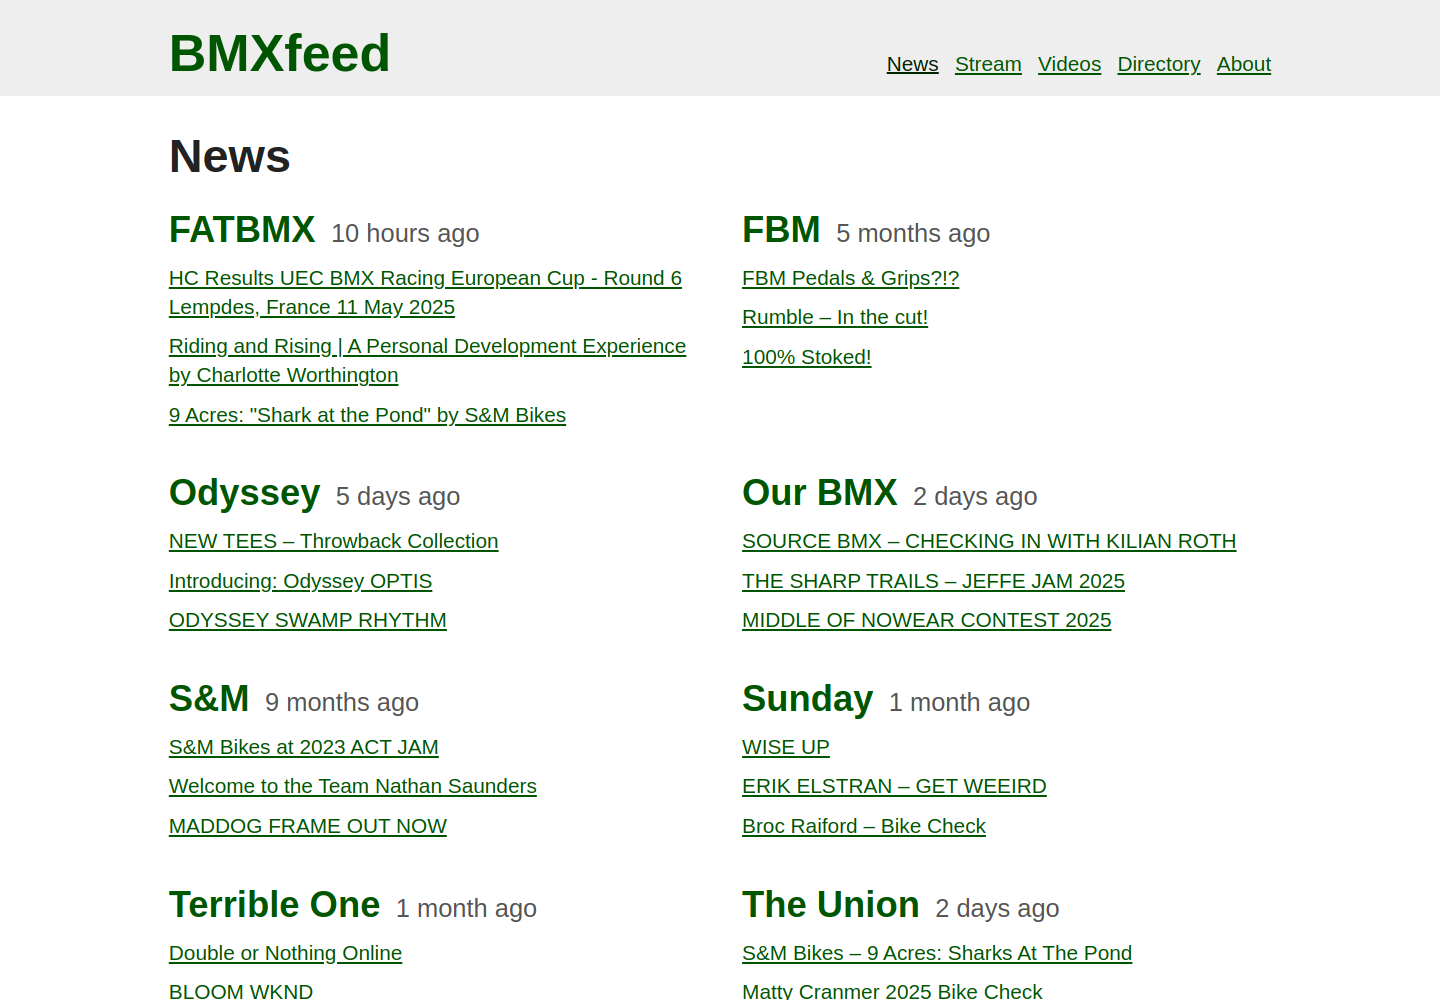 BMXfeed
News Stream Videos Directory About
News
FATBMX 10 hours ago
HC Results UEC BMX Racing European Cup - Round 6
Lempdes, France 11 May 2025
Riding and Rising | A Personal Development Experience
by Charlotte Worthington
9 Acres: "Shark at the Pond" by S&M Bikes
FBM 5 months ago
FBM Pedals & Grips?!?
Rumble – In the cut!
100% Stoked!
Odyssey 5 days ago
NEW TEES – Throwback Collection
Introducing: Odyssey OPTIS
ODYSSEY SWAMP RHYTHM
Our BMX 2 days ago
SOURCE BMX – CHECKING IN WITH KILIAN ROTH
THE SHARP TRAILS – JEFFE JAM 2025
MIDDLE OF NOWEAR CONTEST 2025
S&M 9 months ago
S&M Bikes at 2023 ACT JAM
Welcome to the Team Nathan Saunders
MADDOG FRAME OUT NOW
Sunday 1 month ago
WISE UP
ERIK ELSTRAN – GET WEEIRD
Broc Raiford – Bike Check
Terrible One 1 month ago
Double or Nothing Online
BLOOM WKND
The Union 2 days ago
S&M Bikes – 9 Acres: Sharks At The Pond
Matty Cranmer 2025 Bike Check